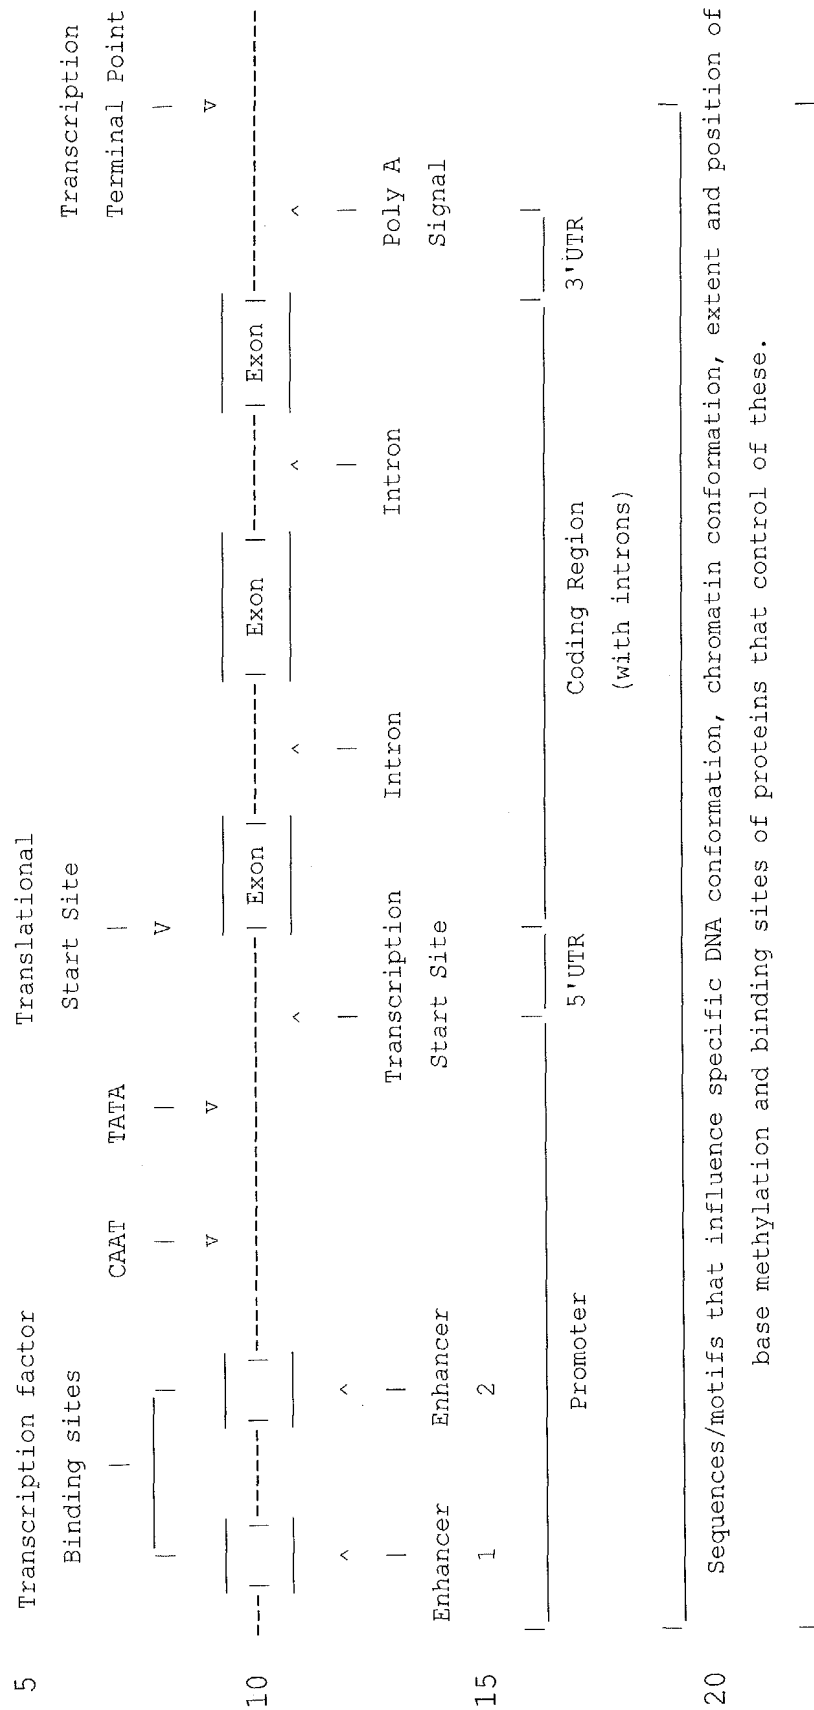 5
Transcription factor
Translational
Transcription
Binding sites
CAAT
TATA
Start Site
Terminal Point
10
Exon
Intron
Exon
Intron
Exon
Enhancer
Enhancer
Transcription
Intron
Intron
Poly A
1
2
Start Site
Signal
15
Promoter
5'UTR
Coding Region
3'UTR
(with introns)
20
Sequences/motifs that influence specific DNA conformation, chromatin conformation, extent and position of
base methylation and binding sites of proteins that control of these.